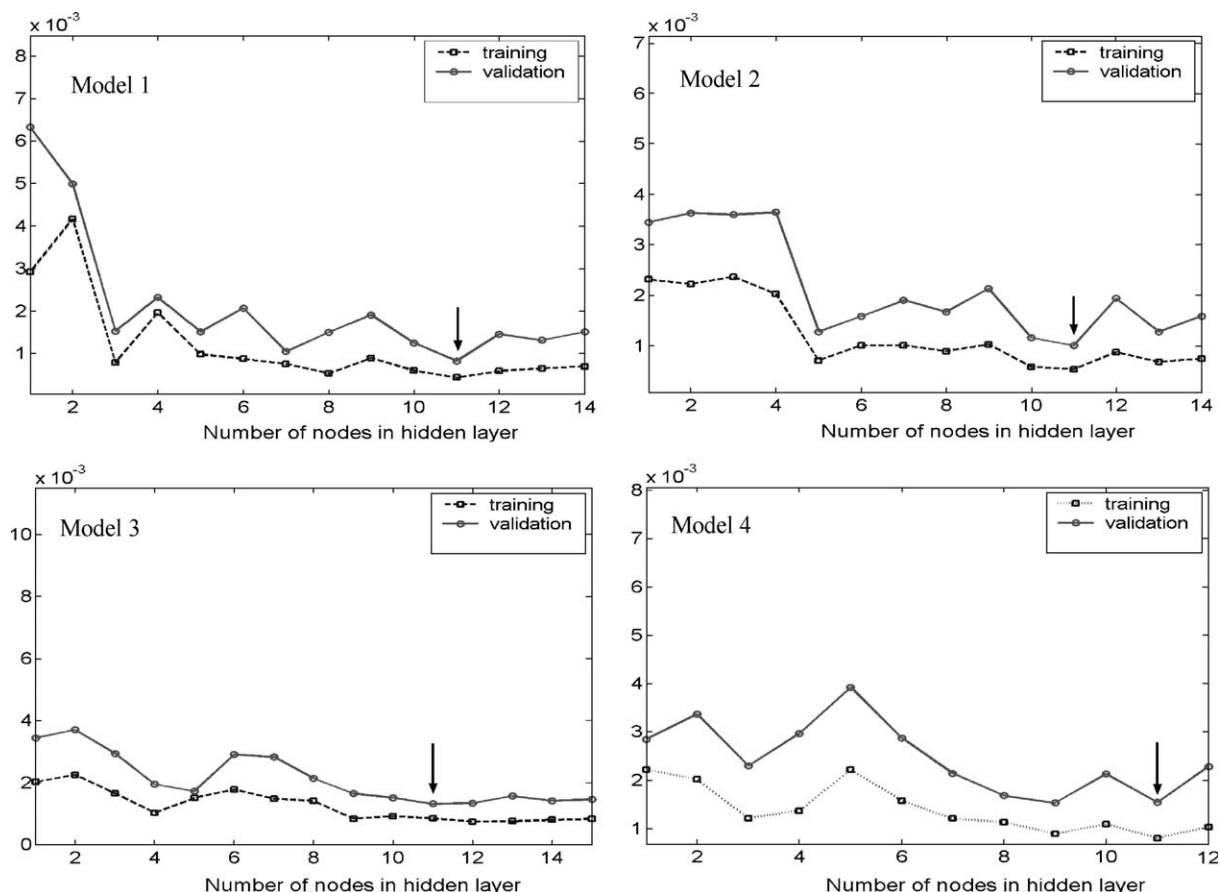 x 10-3
8
7
6
5
4
3
2
1
Model 1
training
validation
2 4 6 8 10 12 14
Number of nodes in hidden layer
x 10-3
7
6
5
4
3
2
1
Model 2
training
validation
2 4 6 8 10 12 14
Number of nodes in hidden layer
x 10-3
10
8
6
4
2
0
Model 3
training
validation
2 4 6 8 10 12 14
Number of nodes in hidden layer
x 10-3
8
7
6
5
4
3
2
1
Model 4
training
validation
2 4 6 8 10 12
Number of nodes in hidden layer